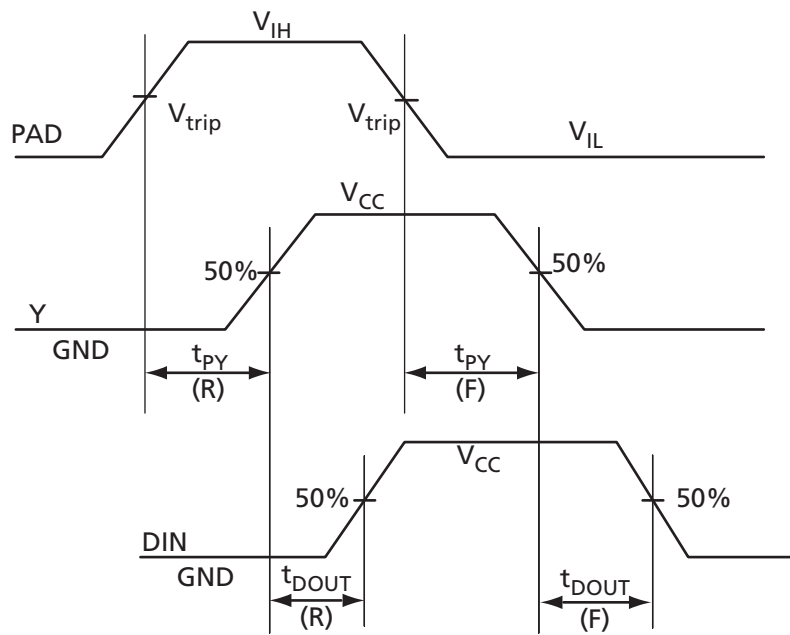 V_IH
V_trip
V_trip
PAD
V_IL
V_CC
50%
50%
Y
GND
t_PY
(R)
t_PY
(F)
V_CC
50%
50%
DIN
GND
t_DOUT
(R)
t_DOUT
(F)